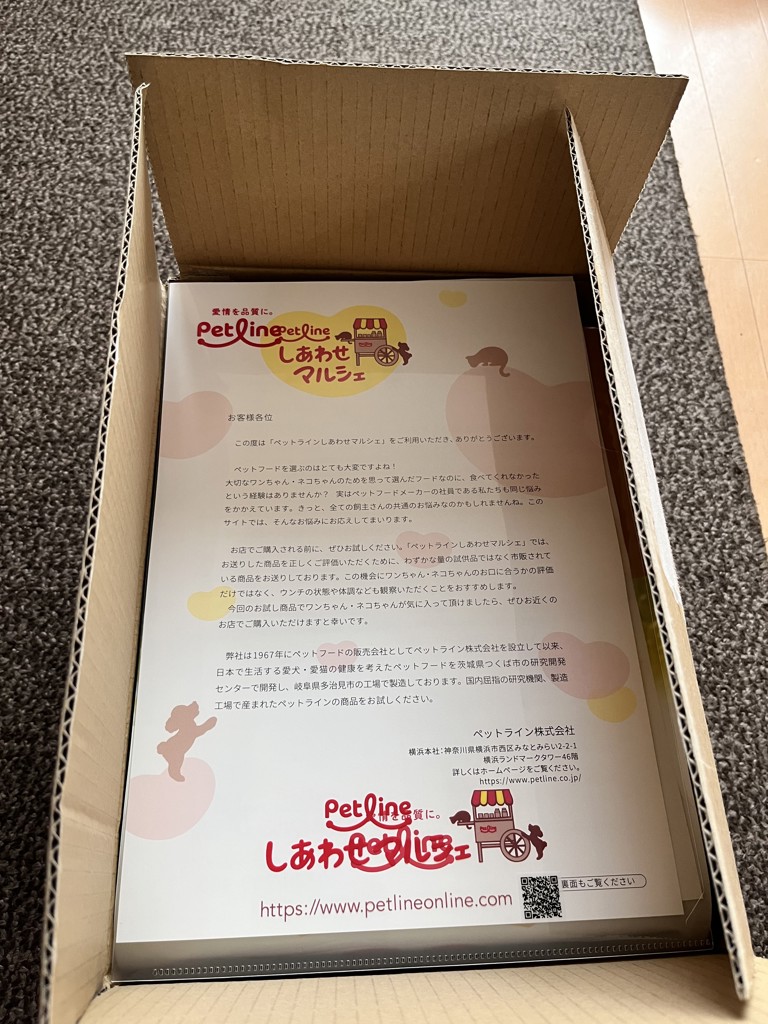 愛情を品質に。
Petline Petline
しあわせ
マルシェ
お客様各位
この度は「ペットラインしあわせマルシェ」をご利用いただき、ありがとうございます。
ペットフードを選ぶのはとても大変ですよね！
大切なワンちゃん・ネコちゃんのためを思って選んだフードなのに、食べてくれなかった
という経験はありませんか？ 実はペットフードメーカーの社員である私たちも同じ悩み
をかかえています。きっと、全ての飼主さんの共通のお悩みなのかもしれませんね。この
サイトでは、そんなお悩みにお応えしてまいります。
お店でご購入される前に、ぜひお試しください。「ペットラインしあわせマルシェ」では、
お送りした商品を正しくご評価いただくために、わずかな量の試供品ではなく市販されて
いる商品をお送りしております。この機会にワンちゃん・ネコちゃんのお口に合うかの評価
だけではなく、ウンチの状態や体調なども観察いただくことをおすすめします。
今回のお試し商品でワンちゃん・ネコちゃんが気に入って頂けましたら、ぜひお近くの
お店でご購入いただけますと幸いです。
弊社は1967年にペットフードの販売会社としてペットライン株式会社を設立して以来、
日本で生活する愛犬・愛猫の健康を考えたペットフードを茨城県つくば市の研究開発
センターで開発し、岐阜県多治見市の工場で製造しております。国内屈指の研究機関、製造
工場で産まれたペットラインの商品をお試しください。
ペットライン株式会社
横浜本社：神奈川県横浜市西区みなとみらい2-2-1
横浜ランドマークタワー46階
詳しくはホームページをご覧ください。
https://www.petline.co.jp/
Petline
愛情を品質に。
しあわせマルシェ
Petline
https://www.petlineonline.com
裏面もご覧ください